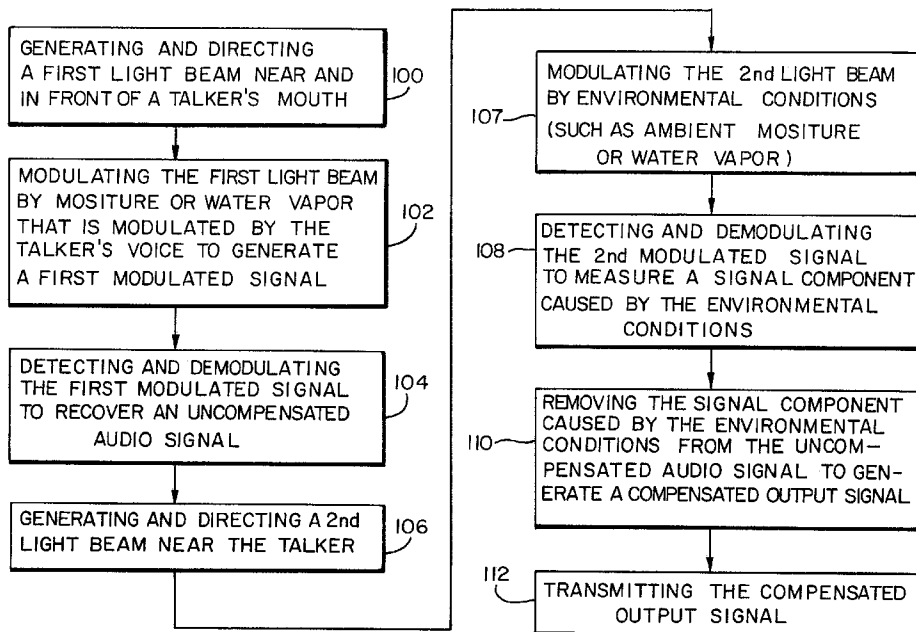 GENERATING AND DIRECTING
A FIRST LIGHT BEAM NEAR AND
IN FRONT OF A TALKER'S MOUTH
100
MODULATING THE FIRST LIGHT BEAM
BY MOSITURE OR WATER VAPOR
THAT IS MODULATED BY THE
TALKER'S VOICE TO GENERATE
A FIRST MODULATED SIGNAL
102
DETECTING AND DEMODULATING
THE FIRST MODULATED SIGNAL
TO RECOVER AN UNCOMPENSATED
AUDIO SIGNAL
104
GENERATING AND DIRECTING A 2nd
LIGHT BEAM NEAR THE TALKER
106
MODULATING THE 2nd LIGHT BEAM
BY ENVIRONMENTAL CONDITIONS
(SUCH AS AMBIENT MOSITURE
OR WATER VAPOR)
107
DETECTING AND DEMODULATING
THE 2nd MODULATED SIGNAL
TO MEASURE A SIGNAL COMPONENT
CAUSED BY THE ENVIRONMENTAL
CONDITIONS
108
REMOVING THE SIGNAL COMPONENT
CAUSED BY THE ENVIRONMENTAL
CONDITIONS FROM THE UNCOM-
PENSATED AUDIO SIGNAL TO GEN-
ERATE A COMPENSATED OUTPUT SIGNAL
110
TRANSMITTING THE COMPENSATED
OUTPUT SIGNAL
112